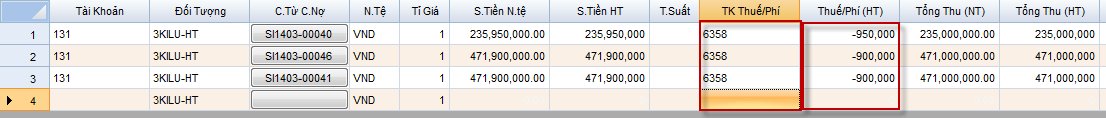 Tài Khoản Đối Tượng C.Từ C.Nợ N.Tệ Tỉ Giá S.Tiền N.tệ S.Tiền HT T.Suất TK Thuế/Phí Thuế/Phí (HT) Tổng Thu (NT) Tổng Thu (HT)
1 131 3KILU-HT SI1403-00040 VND 1 235,950,000.00 235,950,000 6358 -950,000 235,000,000.00 235,000,000
2 131 3KILU-HT SI1403-00046 VND 1 471,900,000.00 471,900,000 6358 -900,000 471,000,000.00 471,000,000
3 131 3KILU-HT SI1403-00041 VND 1 471,900,000.00 471,900,000 6358 -900,000 471,000,000.00 471,000,000
4 3KILU-HT VND 1